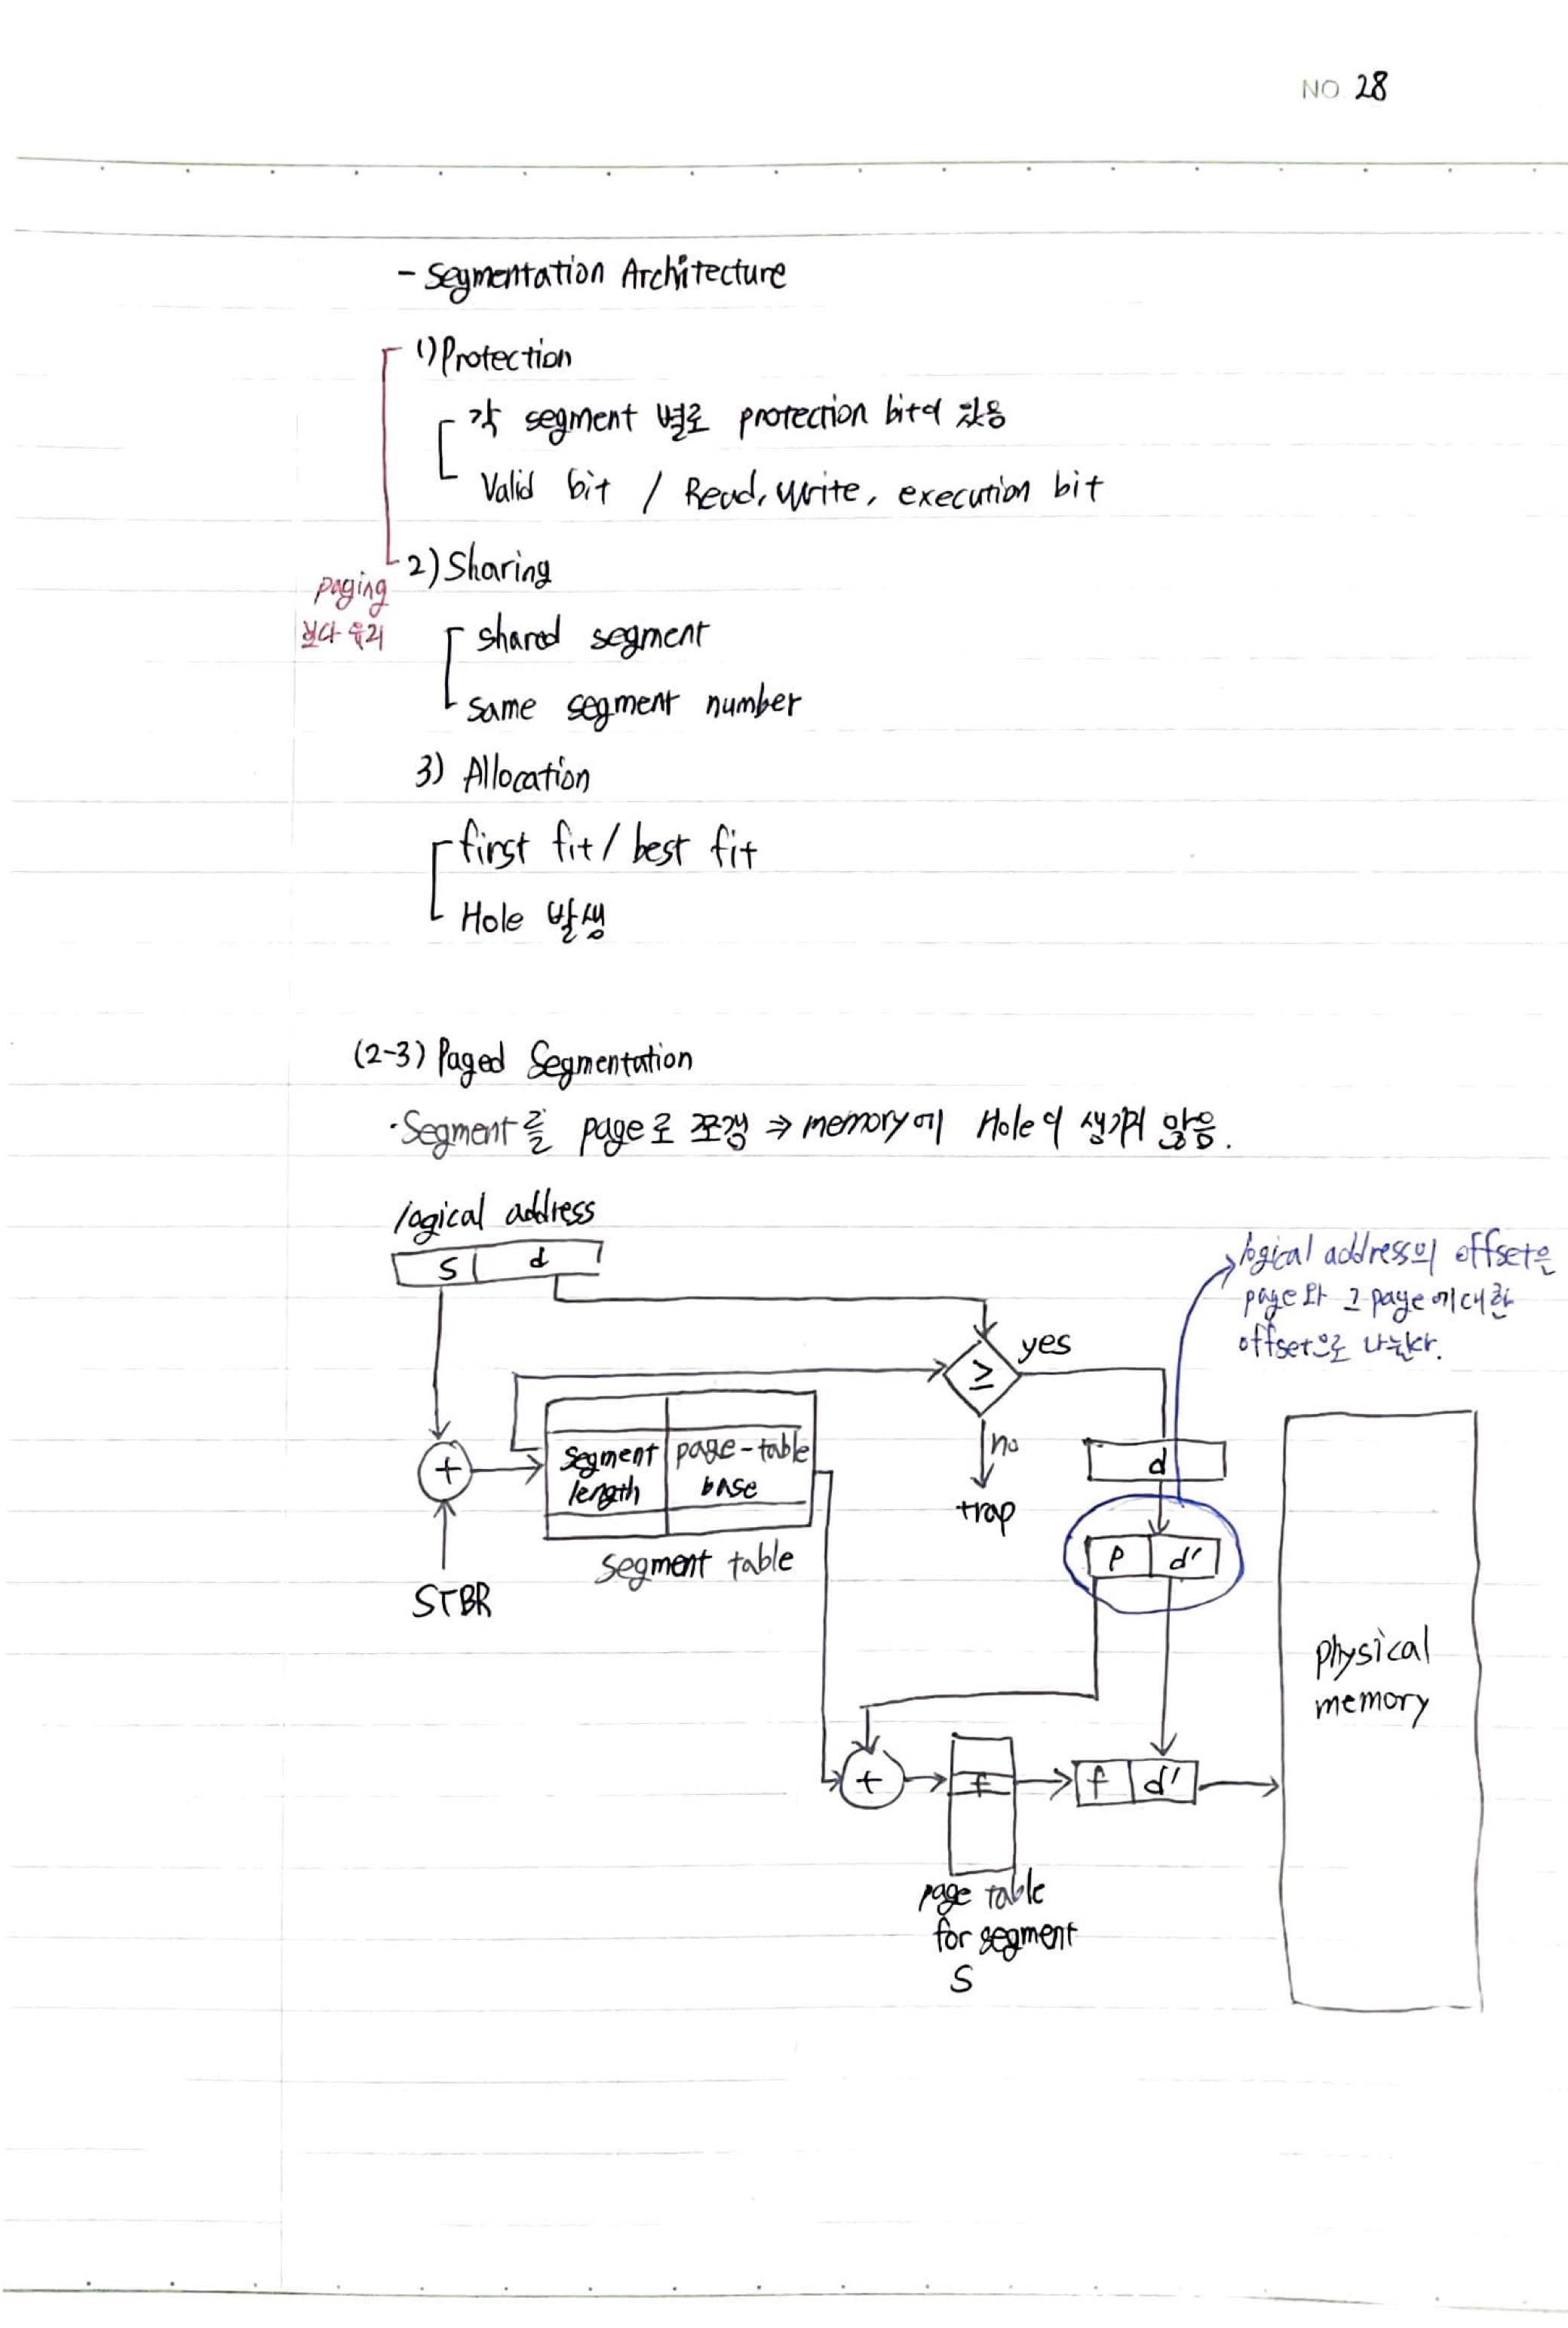 NO 28
- Segmentation Architecture
1) Protection
각 segment 별로 protection bit이 있음
Valid bit / Read, Write, execution bit
2) Sharing
paging
보다 유리
shared segment
same segment number
3) Allocation
first fit / best fit
Hole 발생
(2-3) Paged Segmentation
·Segment를 page로 쪼갬 ⇒ memory에 Hole이 생기지 않음.
logical address
s d
logical address의 offset은
page와 그 page에 대한
offset으로 나뉜다.
≥ yes
no
trap
+
segment length
page-table base
segment table
STBR
d
p d'
physical
memory
+
f
f d'
page table
for segment
S